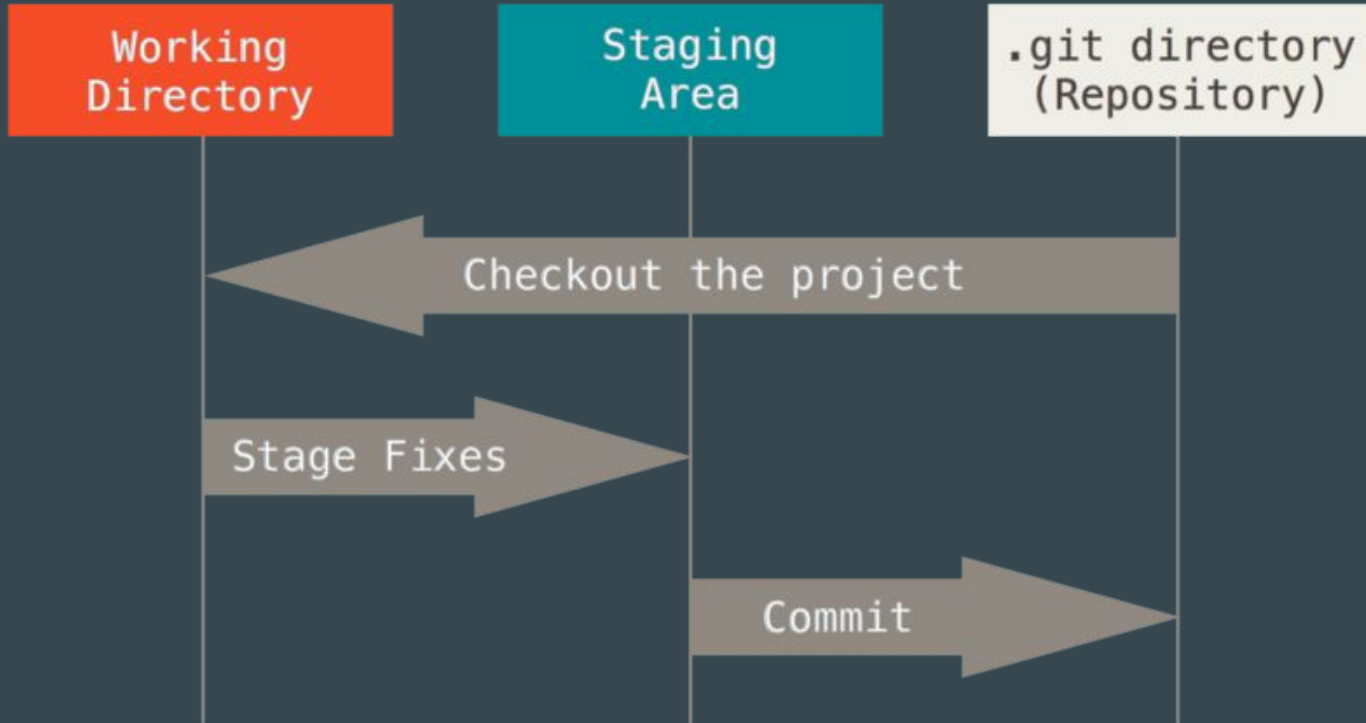 Working
Directory
Staging
Area
.git directory
(Repository)
Checkout the project
Stage Fixes
Commit